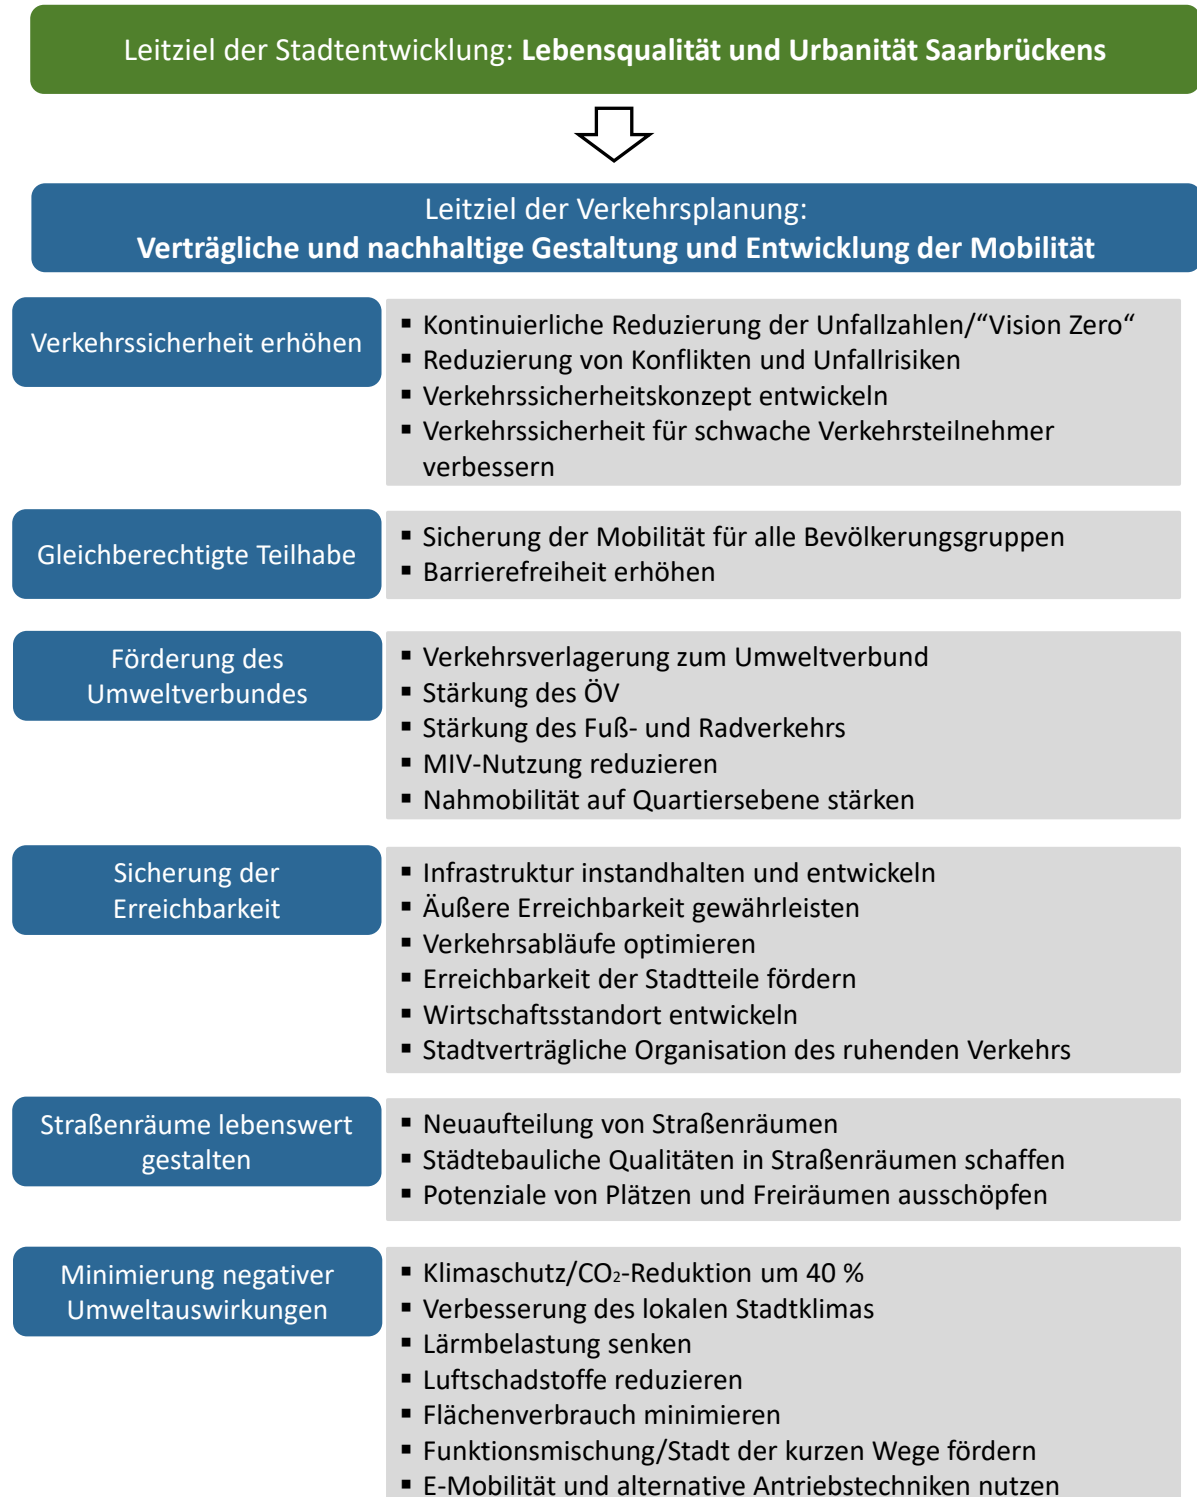 Leitziel der Stadtentwicklung: Lebensqualität und Urbanität Saarbrückens
Leitziel der Verkehrsplanung:
Verträgliche und nachhaltige Gestaltung und Entwicklung der Mobilität
Verkehrssicherheit erhöhen
▪ Kontinuierliche Reduzierung der Unfallzahlen/“Vision Zero“
▪ Reduzierung von Konflikten und Unfallrisiken
▪ Verkehrssicherheitskonzept entwickeln
▪ Verkehrssicherheit für schwache Verkehrsteilnehmer
verbessern
Gleichberechtigte Teilhabe
▪ Sicherung der Mobilität für alle Bevölkerungsgruppen
▪ Barrierefreiheit erhöhen
Förderung des
Umweltverbundes
▪ Verkehrsverlagerung zum Umweltverbund
▪ Stärkung des ÖV
▪ Stärkung des Fuß- und Radverkehrs
▪ MIV-Nutzung reduzieren
▪ Nahmobilität auf Quartiersebene stärken
Sicherung der
Erreichbarkeit
▪ Infrastruktur instandhalten und entwickeln
▪ Äußere Erreichbarkeit gewährleisten
▪ Verkehrsabläufe optimieren
▪ Erreichbarkeit der Stadtteile fördern
▪ Wirtschaftsstandort entwickeln
▪ Stadtverträgliche Organisation des ruhenden Verkehrs
Straßenräume lebenswert
gestalten
▪ Neuaufteilung von Straßenräumen
▪ Städtebauliche Qualitäten in Straßenräumen schaffen
▪ Potenziale von Plätzen und Freiräumen ausschöpfen
Minimierung negativer
Umweltauswirkungen
▪ Klimaschutz/CO₂-Reduktion um 40 %
▪ Verbesserung des lokalen Stadtklimas
▪ Lärmbelastung senken
▪ Luftschadstoffe reduzieren
▪ Flächenverbrauch minimieren
▪ Funktionsmischung/Stadt der kurzen Wege fördern
▪ E-Mobilität und alternative Antriebstechniken nutzen